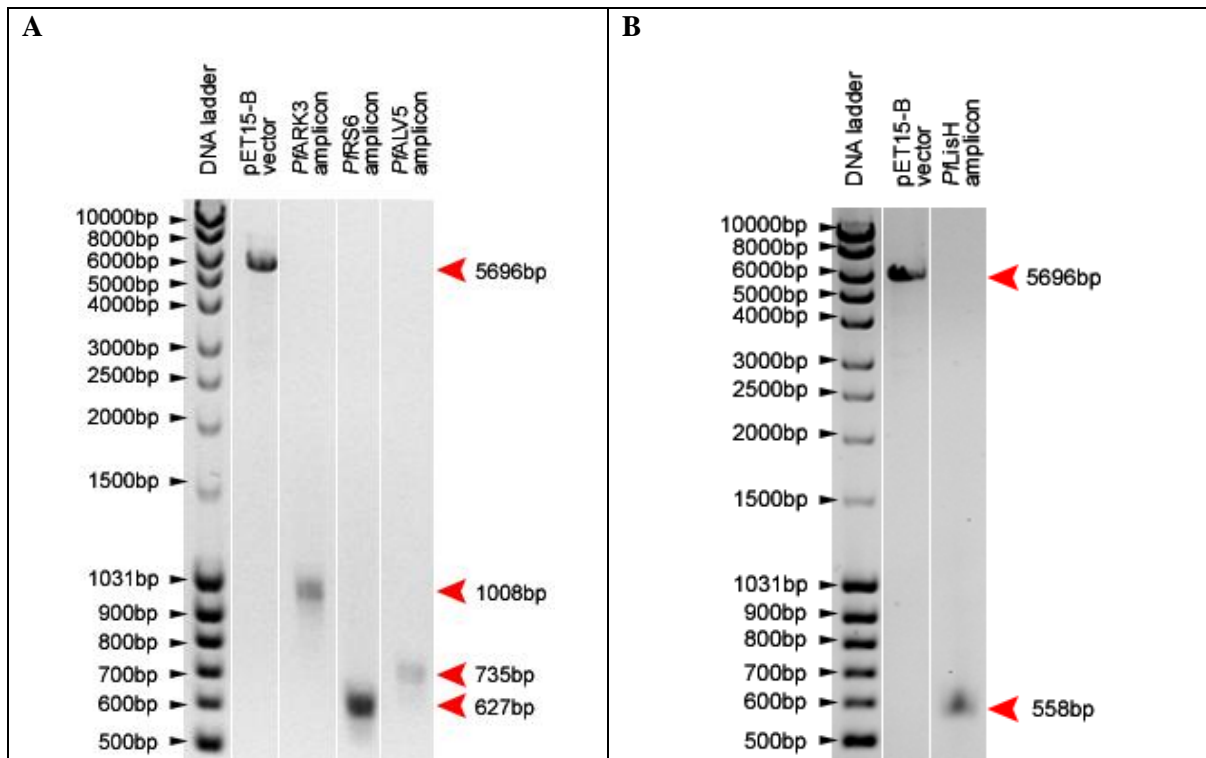 A
DNA ladder
pET15-B
vector
PfARK3
amplicon
PfRS6
amplicon
PfALV5
amplicon
10000bp
8000bp
6000bp
5000bp
4000bp
3000bp
2500bp
2000bp
1500bp
1031bp
900bp
800bp
700bp
600bp
500bp
5696bp
1008bp
735bp
627bp
B
DNA ladder
pET15-B
vector
PfLisH
amplicon
10000bp
8000bp
6000bp
5000bp
4000bp
3000bp
2500bp
2000bp
1500bp
1031bp
900bp
800bp
700bp
600bp
500bp
5696bp
558bp